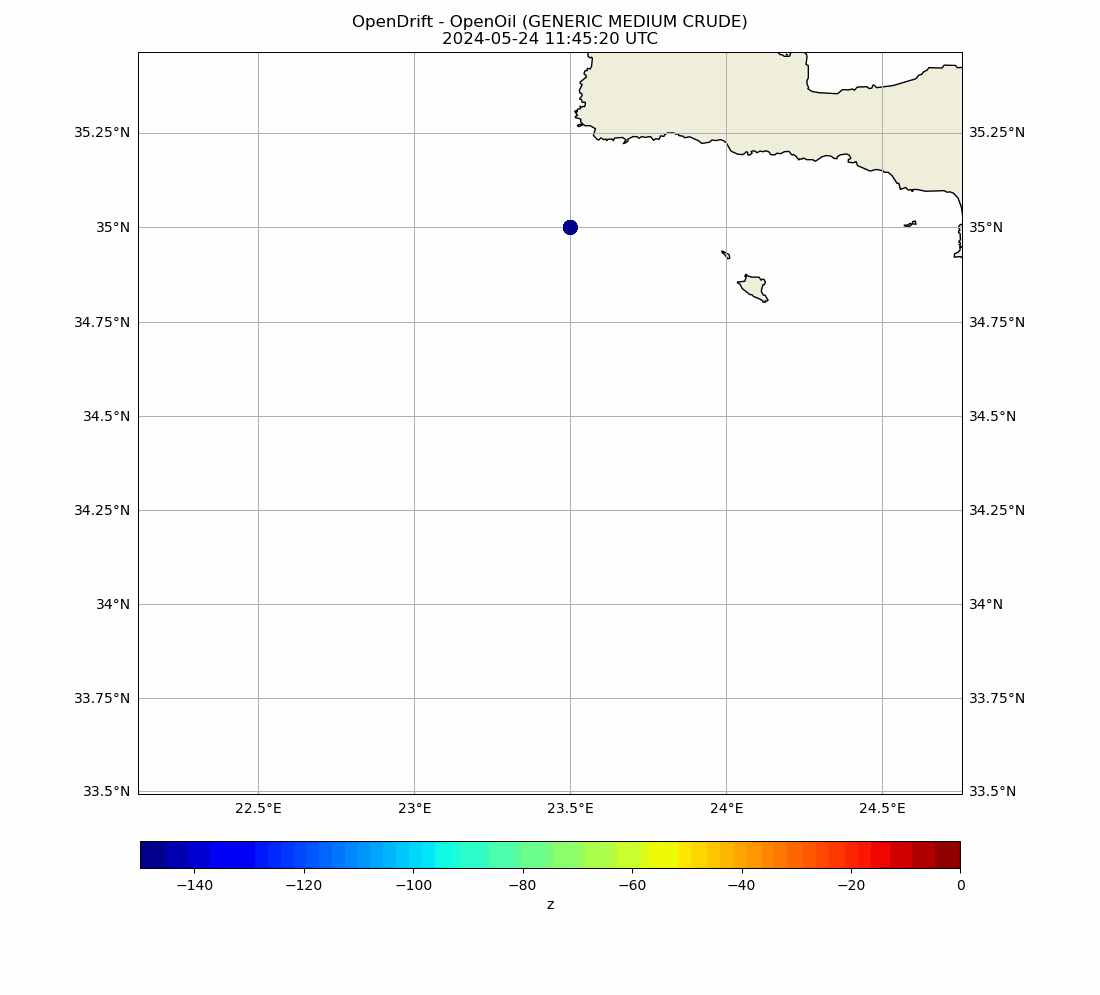 OpenDrift - OpenOil (GENERIC MEDIUM CRUDE)
2024-05-24 11:45:20 UTC
35.25°N 35.25°N
35°N 35°N
34.75°N 34.75°N
34.5°N 34.5°N
34.25°N 34.25°N
34°N 34°N
33.75°N 33.75°N
33.5°N 33.5°N
22.5°E 23°E 23.5°E 24°E 24.5°E
−140 −120 −100 −80 −60 −40 −20 0
z